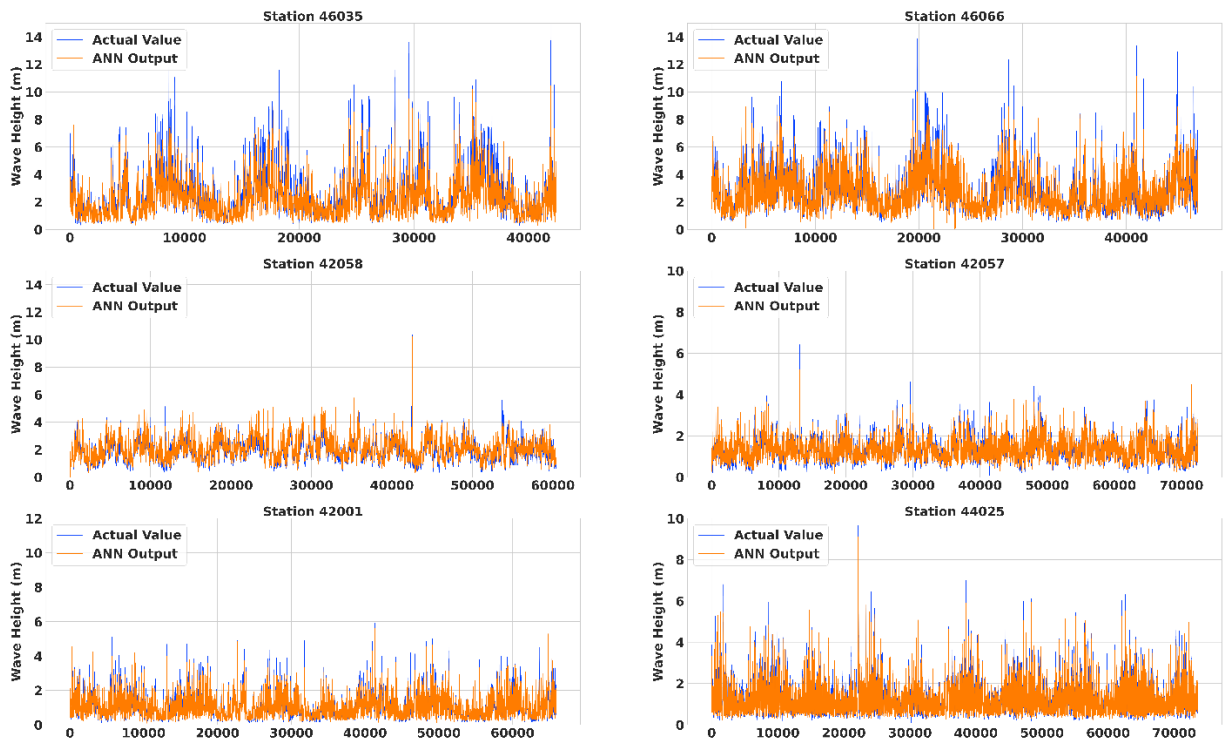 Station 46035
Wave Height (m)
14
12
10
8
6
4
2
0
Actual Value
ANN Output
0 10000 20000 30000 40000
Station 46066
Wave Height (m)
14
12
10
8
6
4
2
0
Actual Value
ANN Output
0 10000 20000 30000 40000
Station 42058
Wave Height (m)
14
12
10
8
6
4
2
0
Actual Value
ANN Output
0 10000 20000 30000 40000 50000 60000
Station 42057
Wave Height (m)
10
8
6
4
2
0
Actual Value
ANN Output
0 10000 20000 30000 40000 50000 60000 70000
Station 42001
Wave Height (m)
12
10
8
6
4
2
0
Actual Value
ANN Output
0 10000 20000 30000 40000 50000 60000
Station 44025
Wave Height (m)
10
8
6
4
2
0
Actual Value
ANN Output
0 10000 20000 30000 40000 50000 60000 70000